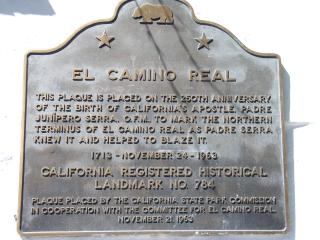 EL CAMINO REAL
THIS PLAQUE IS PLACED ON THE 250TH ANNIVERSARY
OF THE BIRTH OF CALIFORNIA'S APOSTLE, PADRE
JUNÍPERO SERRA, O.F.M., TO MARK THE NORTHERN
TERMINUS OF EL CAMINO REAL AS PADRE SERRA
KNEW IT AND HELPED TO BLAZE IT.
1713 - NOVEMBER 24 - 1963
CALIFORNIA REGISTERED HISTORICAL
LANDMARK NO. 784
PLAQUE PLACED BY THE CALIFORNIA STATE PARK COMMISSION
IN COOPERATION WITH THE COMMITTEE FOR EL CAMINO REAL.
NOVEMBER 21, 1963